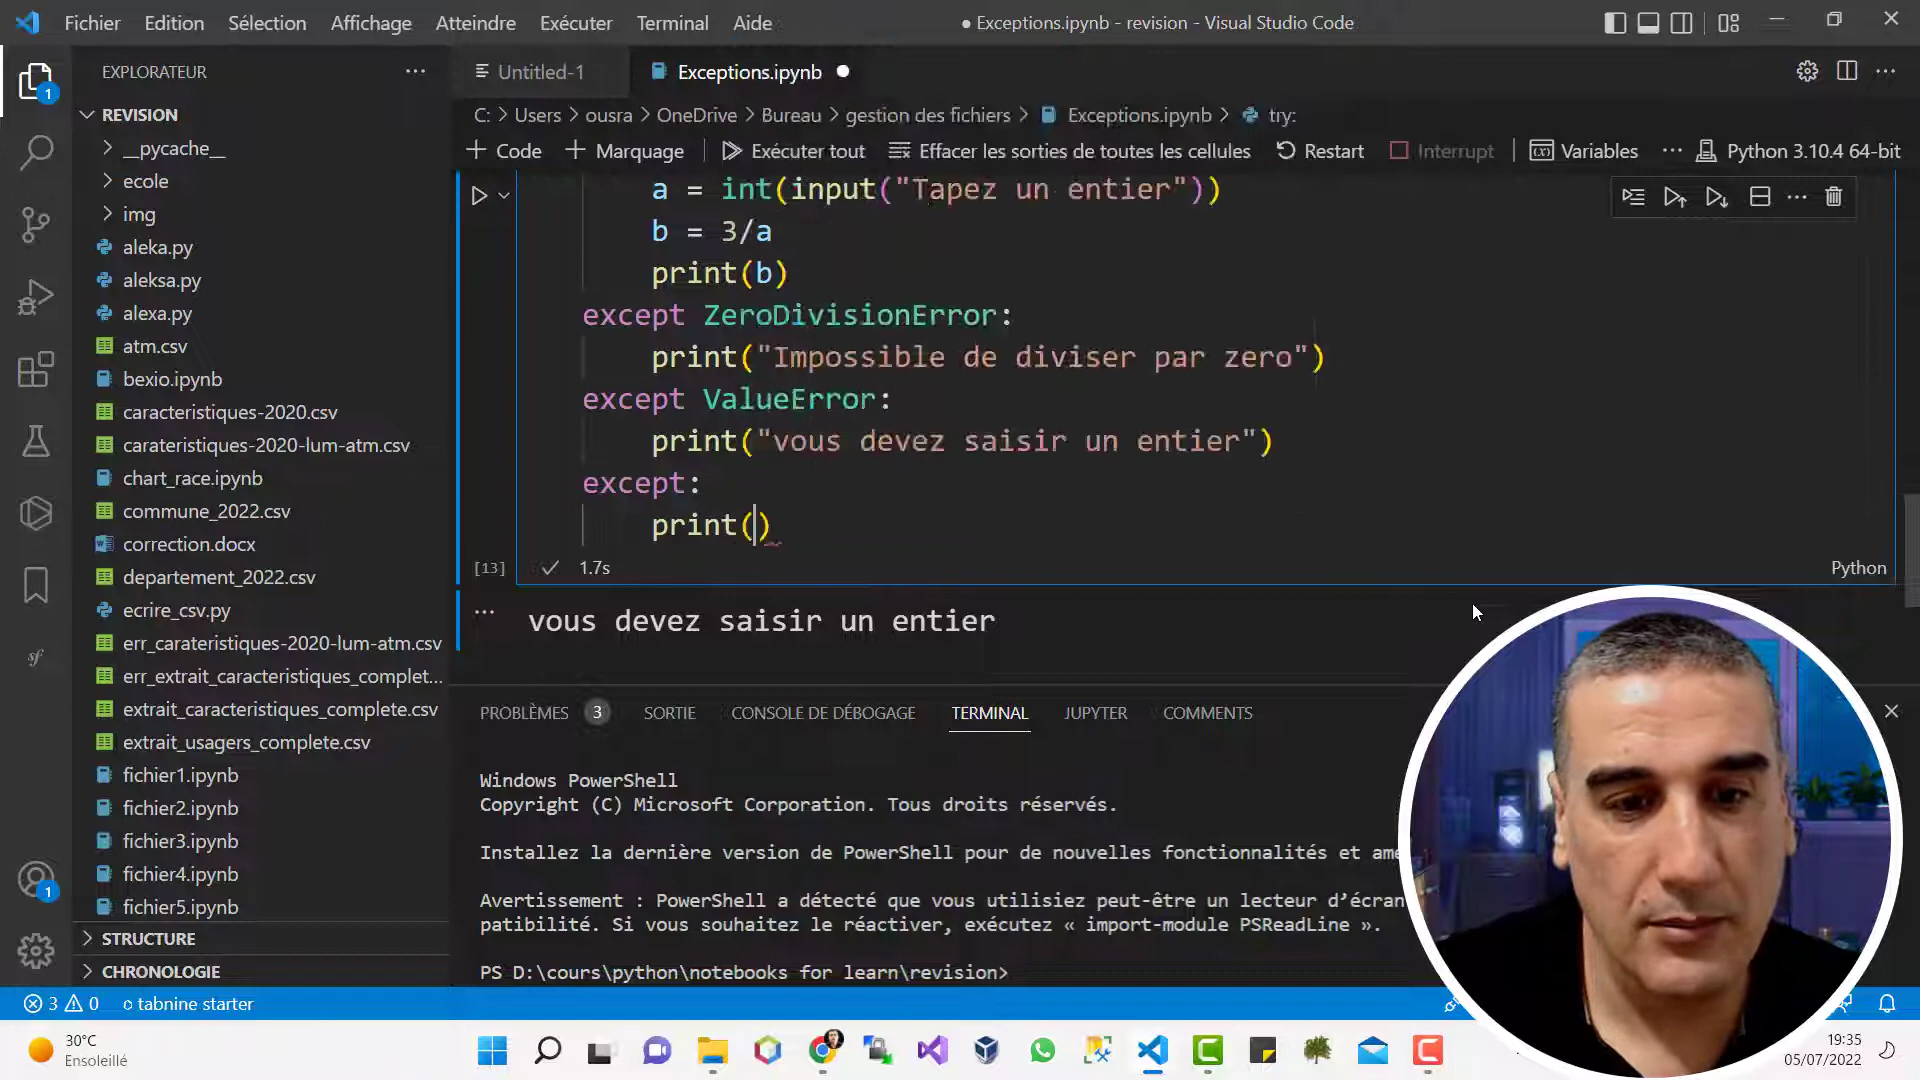 Fichier Edition Sélection Affichage Atteindre Exécuter Terminal Aide
● Exceptions.ipynb - revision - Visual Studio Code
EXPLORATEUR
REVISION
__pycache__
ecole
img
aleka.py
aleksa.py
alexa.py
atm.csv
bexio.ipynb
caracteristiques-2020.csv
carateristiques-2020-lum-atm.csv
chart_race.ipynb
commune_2022.csv
correction.docx
departement_2022.csv
ecrire_csv.py
err_carateristiques-2020-lum-atm.csv
err_extrait_caracteristiques_complet...
extrait_caracteristiques_complete.csv
extrait_usagers_complete.csv
fichier1.ipynb
fichier2.ipynb
fichier3.ipynb
fichier4.ipynb
fichier5.ipynb
STRUCTURE
CHRONOLOGIE
Untitled-1 Exceptions.ipynb
C: > Users > ousra > OneDrive > Bureau > gestion des fichiers > Exceptions.ipynb > try:
+ Code + Marquage Exécuter tout Effacer les sorties de toutes les cellules Restart Interrupt Variables ... Python 3.10.4 64-bit
a = int(input("Tapez un entier"))
b = 3/a
print(b)
except ZeroDivisionError:
print("Impossible de diviser par zero")
except ValueError:
print("vous devez saisir un entier")
except:
print()
[13] 1.7s Python
vous devez saisir un entier
PROBLÈMES 3 SORTIE CONSOLE DE DÉBOGAGE TERMINAL JUPYTER COMMENTS
Windows PowerShell
Copyright (C) Microsoft Corporation. Tous droits réservés.
Installez la dernière version de PowerShell pour de nouvelles fonctionnalités et amé
Avertissement : PowerShell a détecté que vous utilisiez peut-être un lecteur d’écran
patibilité. Si vous souhaitez le réactiver, exécutez « import-module PSReadLine ».
PS D:\cours\python\notebooks for learn\revision>
1
1
3 0 tabnine starter
30°C
Ensoleillé
19:35
05/07/2022